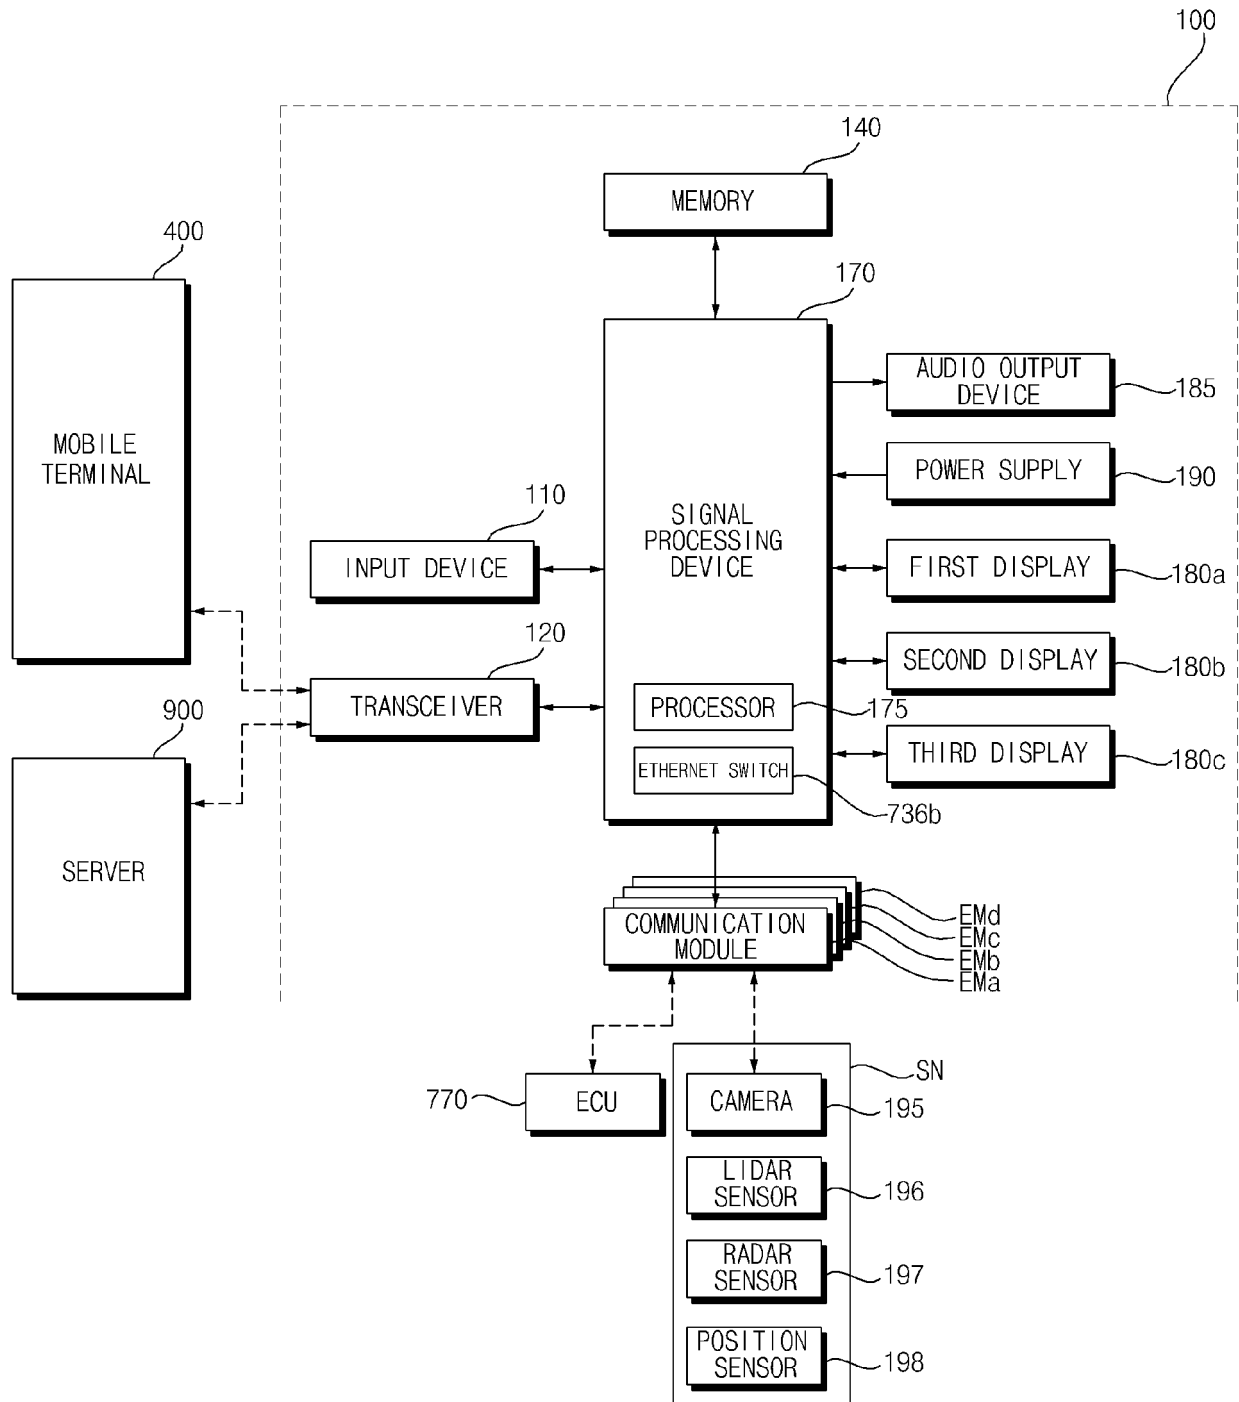 100
140
MEMORY
400
170
MOBILE
TERMINAL
AUDIO OUTPUT
DEVICE
185
POWER SUPPLY
190
110
SIGNAL
PROCESSING
DEVICE
INPUT DEVICE
FIRST DISPLAY
180a
120
SECOND DISPLAY
180b
TRANSCEIVER
PROCESSOR
175
900
THIRD DISPLAY
180c
ETHERNET SWITCH
736b
SERVER
COMMUNICATION
MODULE
EMd
EMc
EMb
EMa
SN
770
ECU
CAMERA
195
LIDAR
SENSOR
196
RADAR
SENSOR
197
POSITION
SENSOR
198